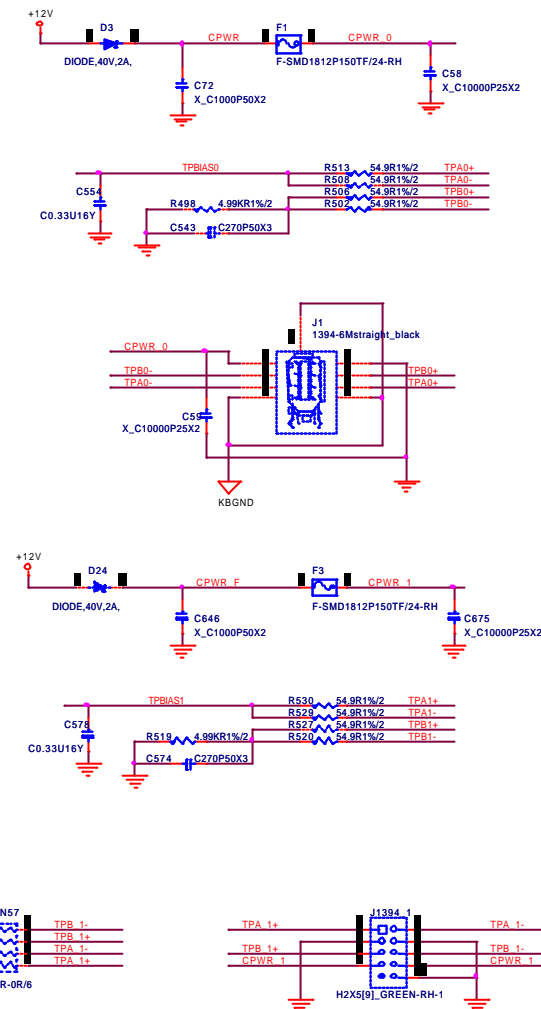 +12V
D3
CPWR
F1
CPWR_0
DIODE,40V,2A,
F-SMD1812P150TF/24-RH
C72
X_C1000P50X2
C58
X_C10000P25X2
TPBIAS0
R513 54.9R1%/2 TPA0+
R508 54.9R1%/2 TPA0-
C554
R506 54.9R1%/2 TPB0+
R498 4.99KR1%/2
R502 54.9R1%/2 TPB0-
C0.33U16Y
C543 C270P50X3
J1
1394-6Mstraight_black
CPWR_0
TPB0- TPB0+
TPA0- TPA0+
C59
X_C10000P25X2
KBGND
+12V
D24
CPWR_F
F3
CPWR_1
DIODE,40V,2A,
F-SMD1812P150TF/24-RH
C646
X_C1000P50X2
C675
X_C10000P25X2
TPBIAS1
R530 54.9R1%/2 TPA1+
R529 54.9R1%/2 TPA1-
C578
R527 54.9R1%/2 TPB1+
R519 4.99KR1%/2
R520 54.9R1%/2 TPB1-
C0.33U16Y
C574 C270P50X3
N57
TPB_1-
TPB_1+
TPA_1-
TPA_1+
R-0R/6
J1394_1
TPA_1+ TPA_1-
TPB_1+ TPB_1-
CPWR_1 CPWR_1
H2X5[9]_GREEN-RH-1